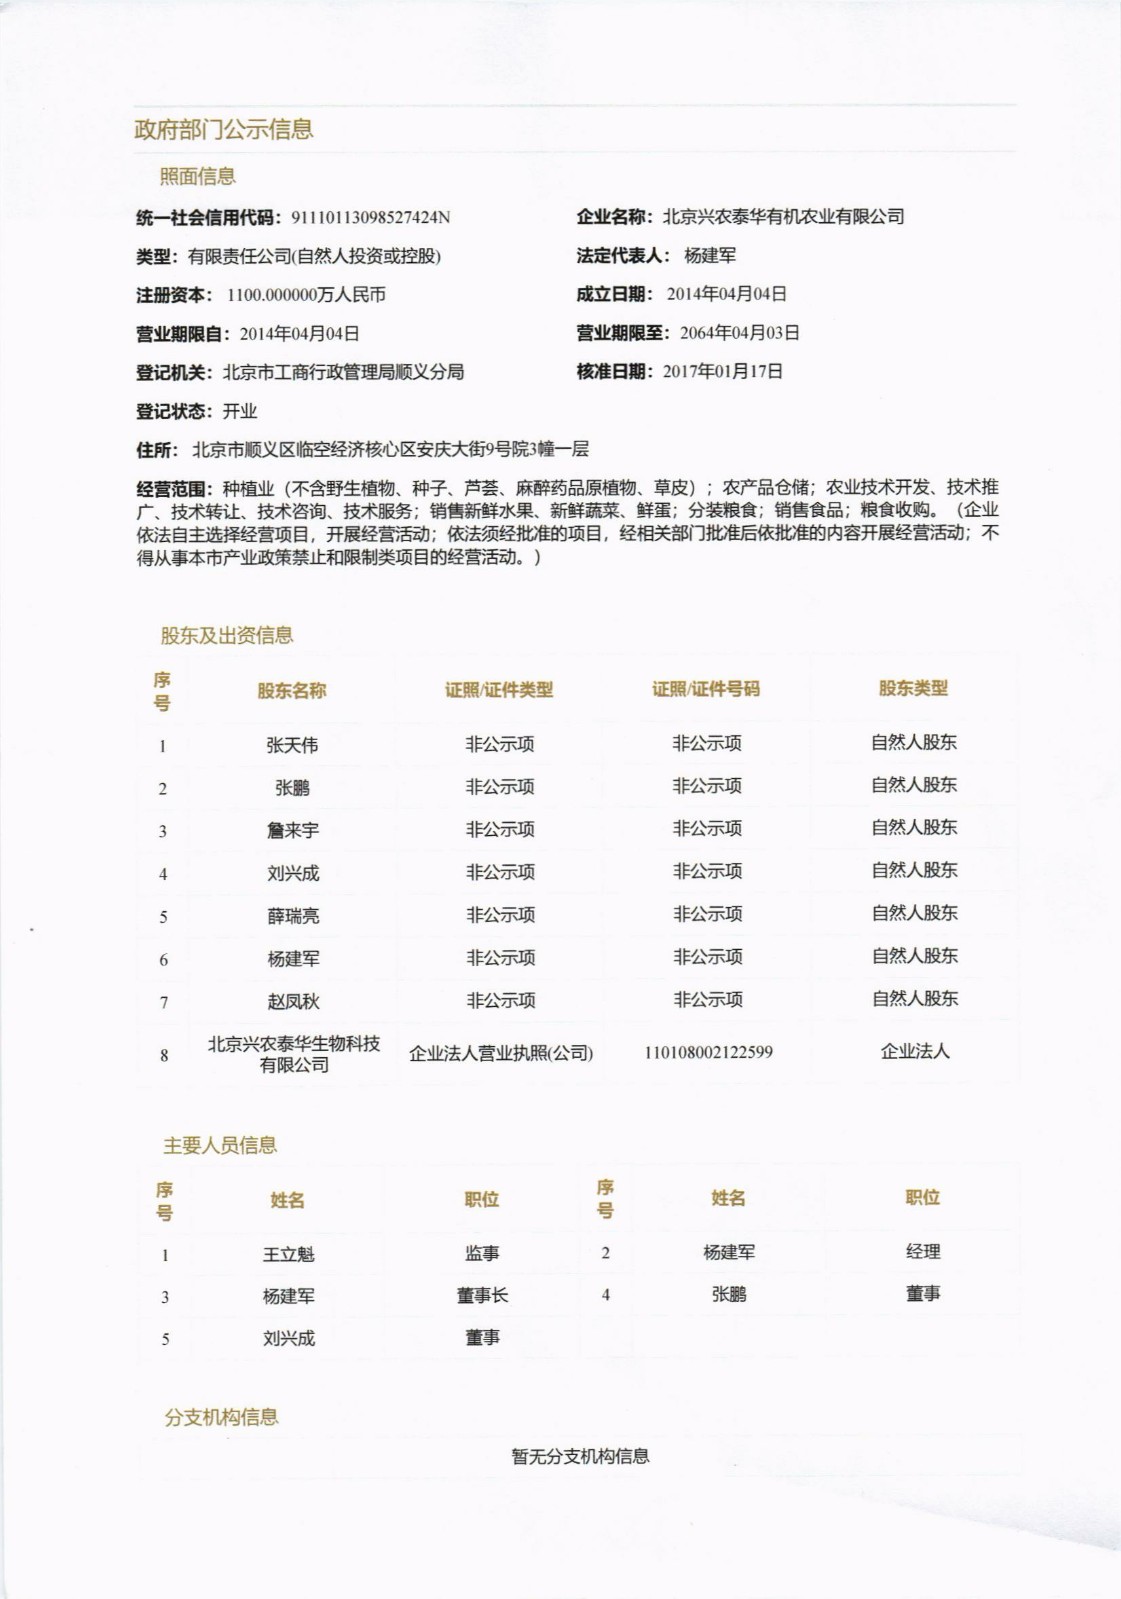 政府部门公示信息
照面信息
统一社会信用代码：91110113098527424N 企业名称：北京兴农泰华有机农业有限公司
类型：有限责任公司(自然人投资或控股) 法定代表人：杨建军
注册资本：1100.000000万人民币 成立日期：2014年04月04日
营业期限自：2014年04月04日 营业期限至：2064年04月03日
登记机关：北京市工商行政管理局顺义分局 核准日期：2017年01月17日
登记状态：开业
住所：北京市顺义区临空经济核心区安庆大街9号院3幢一层
经营范围：种植业（不含野生植物、种子、芦荟、麻醉药品原植物、草皮）；农产品仓储；农业技术开发、技术推
广、技术转让、技术咨询、技术服务；销售新鲜水果、新鲜蔬菜、鲜蛋；分装粮食；销售食品；粮食收购。（企业
依法自主选择经营项目，开展经营活动；依法须经批准的项目，经相关部门批准后依批准的内容开展经营活动；不
得从事本市产业政策禁止和限制类项目的经营活动。）
股东及出资信息
序号 股东名称 证照/证件类型 证照/证件号码 股东类型
1 张天伟 非公示项 非公示项 自然人股东
2 张鹏 非公示项 非公示项 自然人股东
3 詹来宇 非公示项 非公示项 自然人股东
4 刘兴成 非公示项 非公示项 自然人股东
5 薛瑞亮 非公示项 非公示项 自然人股东
6 杨建军 非公示项 非公示项 自然人股东
7 赵凤秋 非公示项 非公示项 自然人股东
8 北京兴农泰华生物科技有限公司 企业法人营业执照(公司) 110108002122599 企业法人
主要人员信息
序号 姓名 职位 序号 姓名 职位
1 王立魁 监事 2 杨建军 经理
3 杨建军 董事长 4 张鹏 董事
5 刘兴成 董事
分支机构信息
暂无分支机构信息